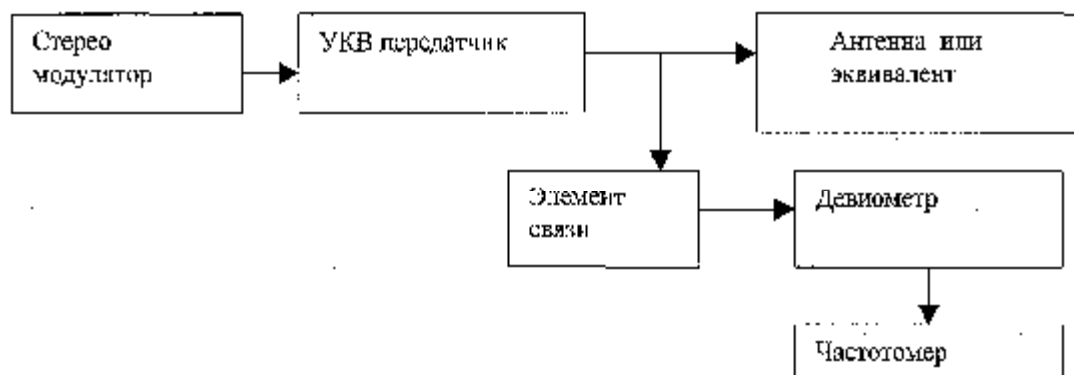 Стерео
модулятор
УКВ передатчик
Антенна или
эквивалент
Элемент
связи
Девиометр
Частотомер